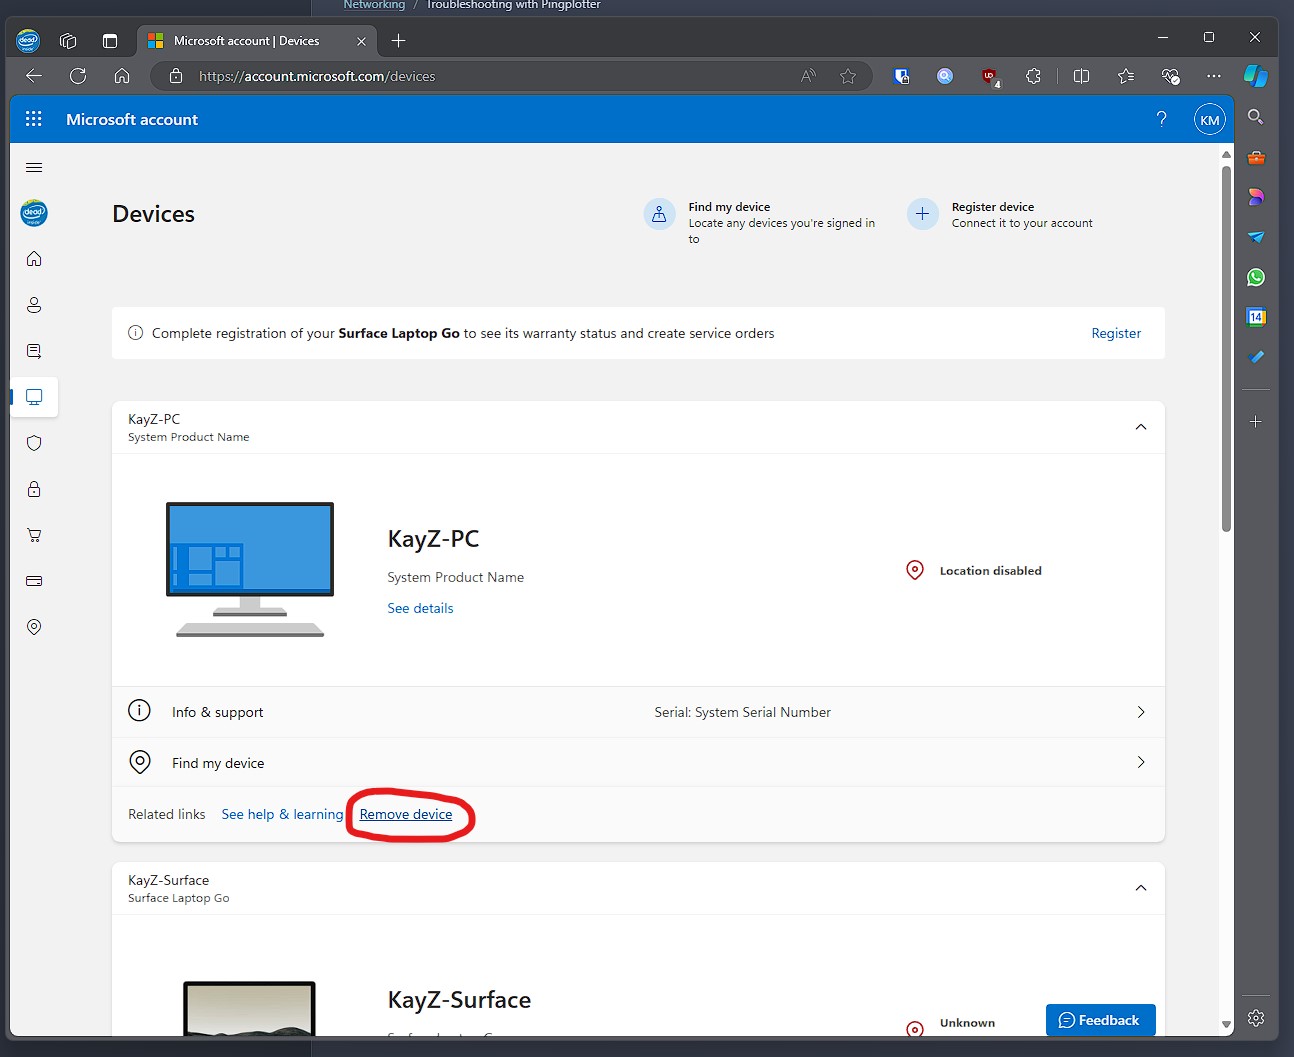 Networking / Troubleshooting with Pingplotter
Microsoft account | Devices
https://account.microsoft.com/devices
4
Microsoft account
?
KM
dead
inside
Devices
Find my device
Locate any devices you're signed in
to
Register device
Connect it to your account
14
Complete registration of your Surface Laptop Go to see its warranty status and create service orders
Register
KayZ-PC
System Product Name
KayZ-PC
System Product Name
See details
Location disabled
Info & support
Serial: System Serial Number
Find my device
Related links
See help & learning
Remove device
KayZ-Surface
Surface Laptop Go
KayZ-Surface
Unknown
Feedback